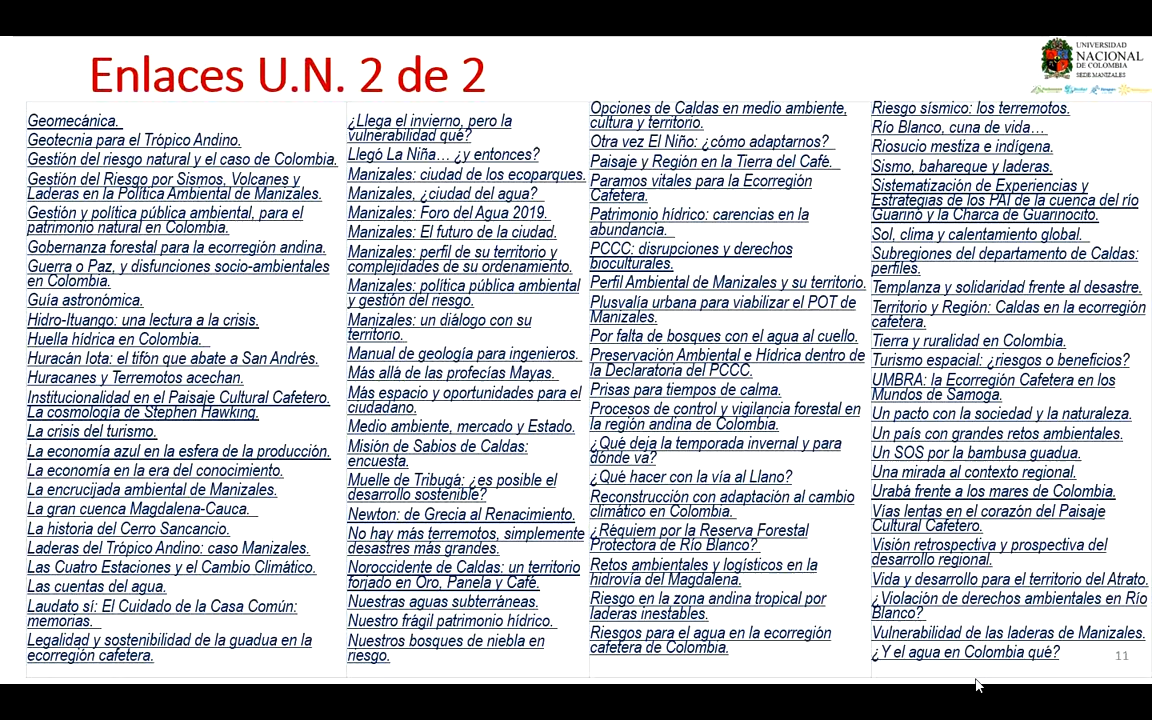 Enlaces U.N. 2 de 2
UNIVERSIDAD
NACIONAL
DE COLOMBIA
SEDE MANIZALES
Geomecánica.
Geotecnia para el Trópico Andino.
Gestión del riesgo natural y el caso de Colombia.
Gestión del Riesgo por Sismos, Volcanes y
Laderas en la Política Ambiental de Manizales.
Gestión y política pública ambiental, para el
patrimonio natural en Colombia.
Gobernanza forestal para la ecorregión andina.
Guerra o Paz, y disfunciones socio-ambientales
en Colombia.
Guía astronómica.
Hidro-Ituango: una lectura a la crisis.
Huella hídrica en Colombia.
Huracán Iota: el tifón que abate a San Andrés.
Huracanes y Terremotos acechan.
Institucionalidad en el Paisaje Cultural Cafetero.
La cosmología de Stephen Hawking.
La crisis del turismo.
La economía azul en la esfera de la producción.
La economía en la era del conocimiento.
La encrucijada ambiental de Manizales.
La gran cuenca Magdalena-Cauca.
La historia del Cerro Sancancio.
Laderas del Trópico Andino: caso Manizales.
Las Cuatro Estaciones y el Cambio Climático.
Las cuentas del agua.
Laudato sí: El Cuidado de la Casa Común:
memorias.
Legalidad y sostenibilidad de la guadua en la
ecorregión cafetera.
¿Llega el invierno, pero la
vulnerabilidad qué?
Llegó La Niña… ¿y entonces?
Manizales: ciudad de los ecoparques.
Manizales, ¿ciudad del agua?
Manizales: Foro del Agua 2019.
Manizales: El futuro de la ciudad.
Manizales: perfil de su territorio y
complejidades de su ordenamiento.
Manizales: política pública ambiental
y gestión del riesgo.
Manizales: un diálogo con su
territorio.
Manual de geología para ingenieros.
Más allá de las profecías Mayas.
Más espacio y oportunidades para el
ciudadano.
Medio ambiente, mercado y Estado.
Misión de Sabios de Caldas:
encuesta.
Muelle de Tribugá: ¿es posible el
desarrollo sostenible?
Newton: de Grecia al Renacimiento.
No hay más terremotos, simplemente
desastres más grandes.
Noroccidente de Caldas: un territorio
forjado en Oro, Panela y Café.
Nuestras aguas subterráneas.
Nuestro frágil patrimonio hídrico.
Nuestros bosques de niebla en
riesgo.
Opciones de Caldas en medio ambiente,
cultura y territorio.
Otra vez El Niño: ¿cómo adaptarnos?
Paisaje y Región en la Tierra del Café.
Paramos vitales para la Ecorregión
Cafetera.
Patrimonio hídrico: carencias en la
abundancia.
PCCC: disrupciones y derechos
bioculturales.
Perfil Ambiental de Manizales y su territorio.
Plusvalía urbana para viabilizar el POT de
Manizales.
Por falta de bosques con el agua al cuello.
Preservación Ambiental e Hídrica dentro de
la Declaratoria del PCCC.
Prisas para tiempos de calma.
Procesos de control y vigilancia forestal en
la región andina de Colombia.
¿Qué deja la temporada invernal y para
dónde va?
¿Qué hacer con la vía al Llano?
Reconstrucción con adaptación al cambio
climático en Colombia.
¿Réquiem por la Reserva Forestal
Protectora de Río Blanco?
Retos ambientales y logísticos en la
hidrovía del Magdalena.
Riesgo en la zona andina tropical por
laderas inestables.
Riesgos para el agua en la ecorregión
cafetera de Colombia.
Riesgo sísmico: los terremotos.
Río Blanco, cuna de vida…
Riosucio mestiza e indígena.
Sismo, bahareque y laderas.
Sistematización de Experiencias y
Estrategias de los PAI de la cuenca del río
Guarinó y la Charca de Guarinocito.
Sol, clima y calentamiento global.
Subregiones del departamento de Caldas:
perfiles.
Templanza y solidaridad frente al desastre.
Territorio y Región: Caldas en la ecorregión
cafetera.
Tierra y ruralidad en Colombia.
Turismo espacial: ¿riesgos o beneficios?
UMBRA: la Ecorregión Cafetera en los
Mundos de Samoga.
Un pacto con la sociedad y la naturaleza.
Un país con grandes retos ambientales.
Un SOS por la bambusa guadua.
Una mirada al contexto regional.
Urabá frente a los mares de Colombia.
Vías lentas en el corazón del Paisaje
Cultural Cafetero.
Visión retrospectiva y prospectiva del
desarrollo regional.
Vida y desarrollo para el territorio del Atrato.
¿Violación de derechos ambientales en Río
Blanco?
Vulnerabilidad de las laderas de Manizales.
¿Y el agua en Colombia qué?
11